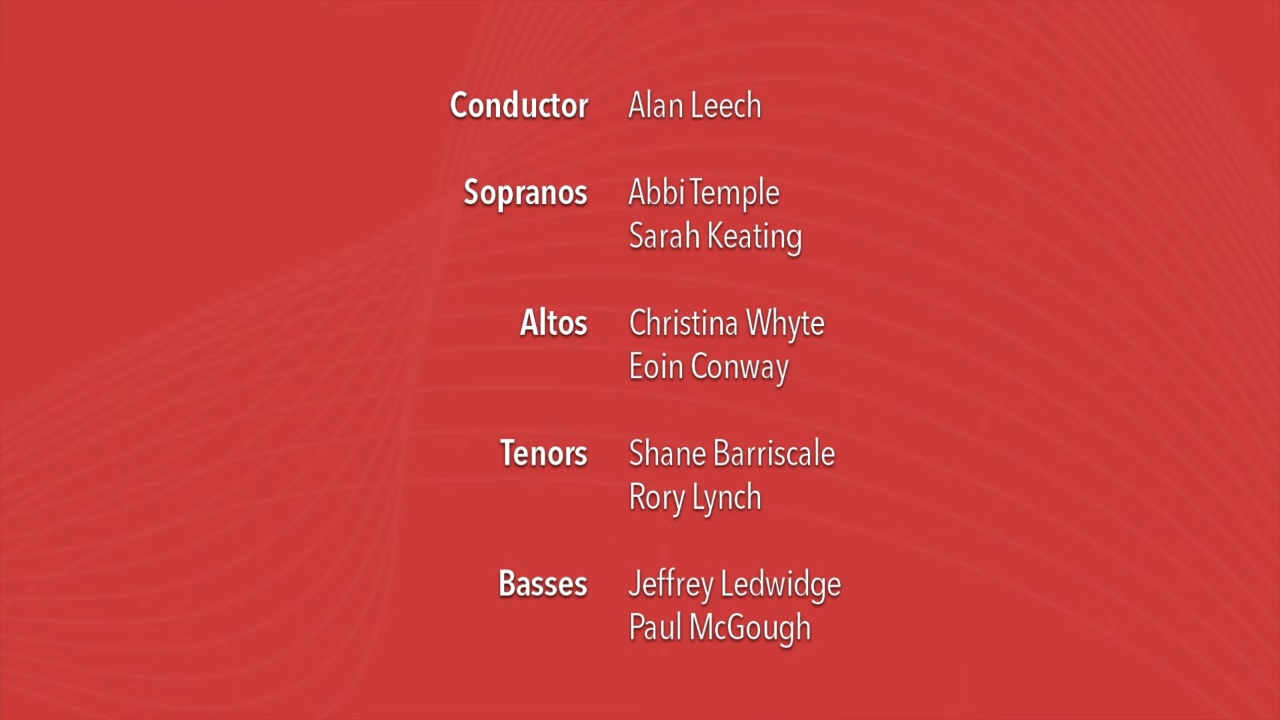 Conductor Alan Leech
Sopranos Abbi Temple
Sarah Keating
Altos Christina Whyte
Eoin Conway
Tenors Shane Barriscale
Rory Lynch
Basses Jeffrey Ledwidge
Paul McGough